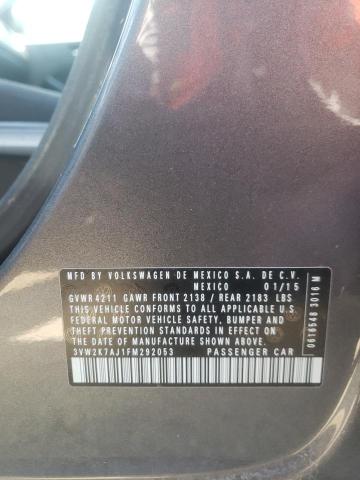 MFD BY VOLKSWAGEN DE MEXICO S.A. DE C.V.
MEXICO 01/15
GVWR 4211 GAWR FRONT 2138 / REAR 2183 LBS
THIS VEHICLE CONFORMS TO ALL APPLICABLE U.S.
FEDERAL MOTOR VEHICLE SAFETY, BUMPER AND
THEFT PREVENTION STANDARDS IN EFFECT ON THE
DATE OF MANUFACTURE SHOWN ABOVE
3VW2K7AJ1FM292053 PASSENGER CAR
0616548 3016 M